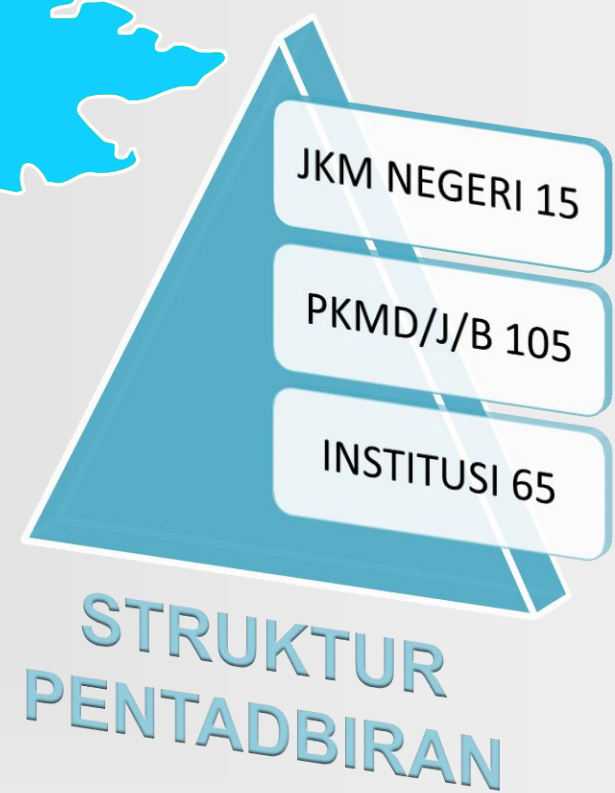 JKM NEGERI 15
PKMD/J/B 105
INSTITUSI 65
STRUKTUR
PENTADBIRAN